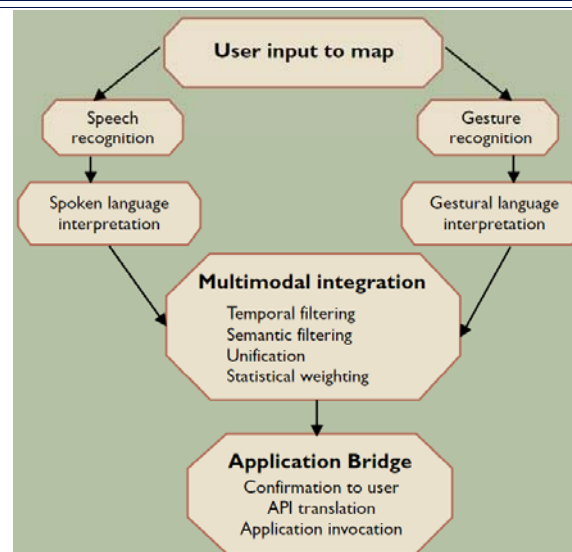 User input to map
Speech
recognition
Gesture
recognition
Spoken language
interpretation
Gestural language
interpretation
Multimodal integration
Temporal filtering
Semantic filtering
Unification
Statistical weighting
Application Bridge
Confirmation to user
API translation
Application invocation